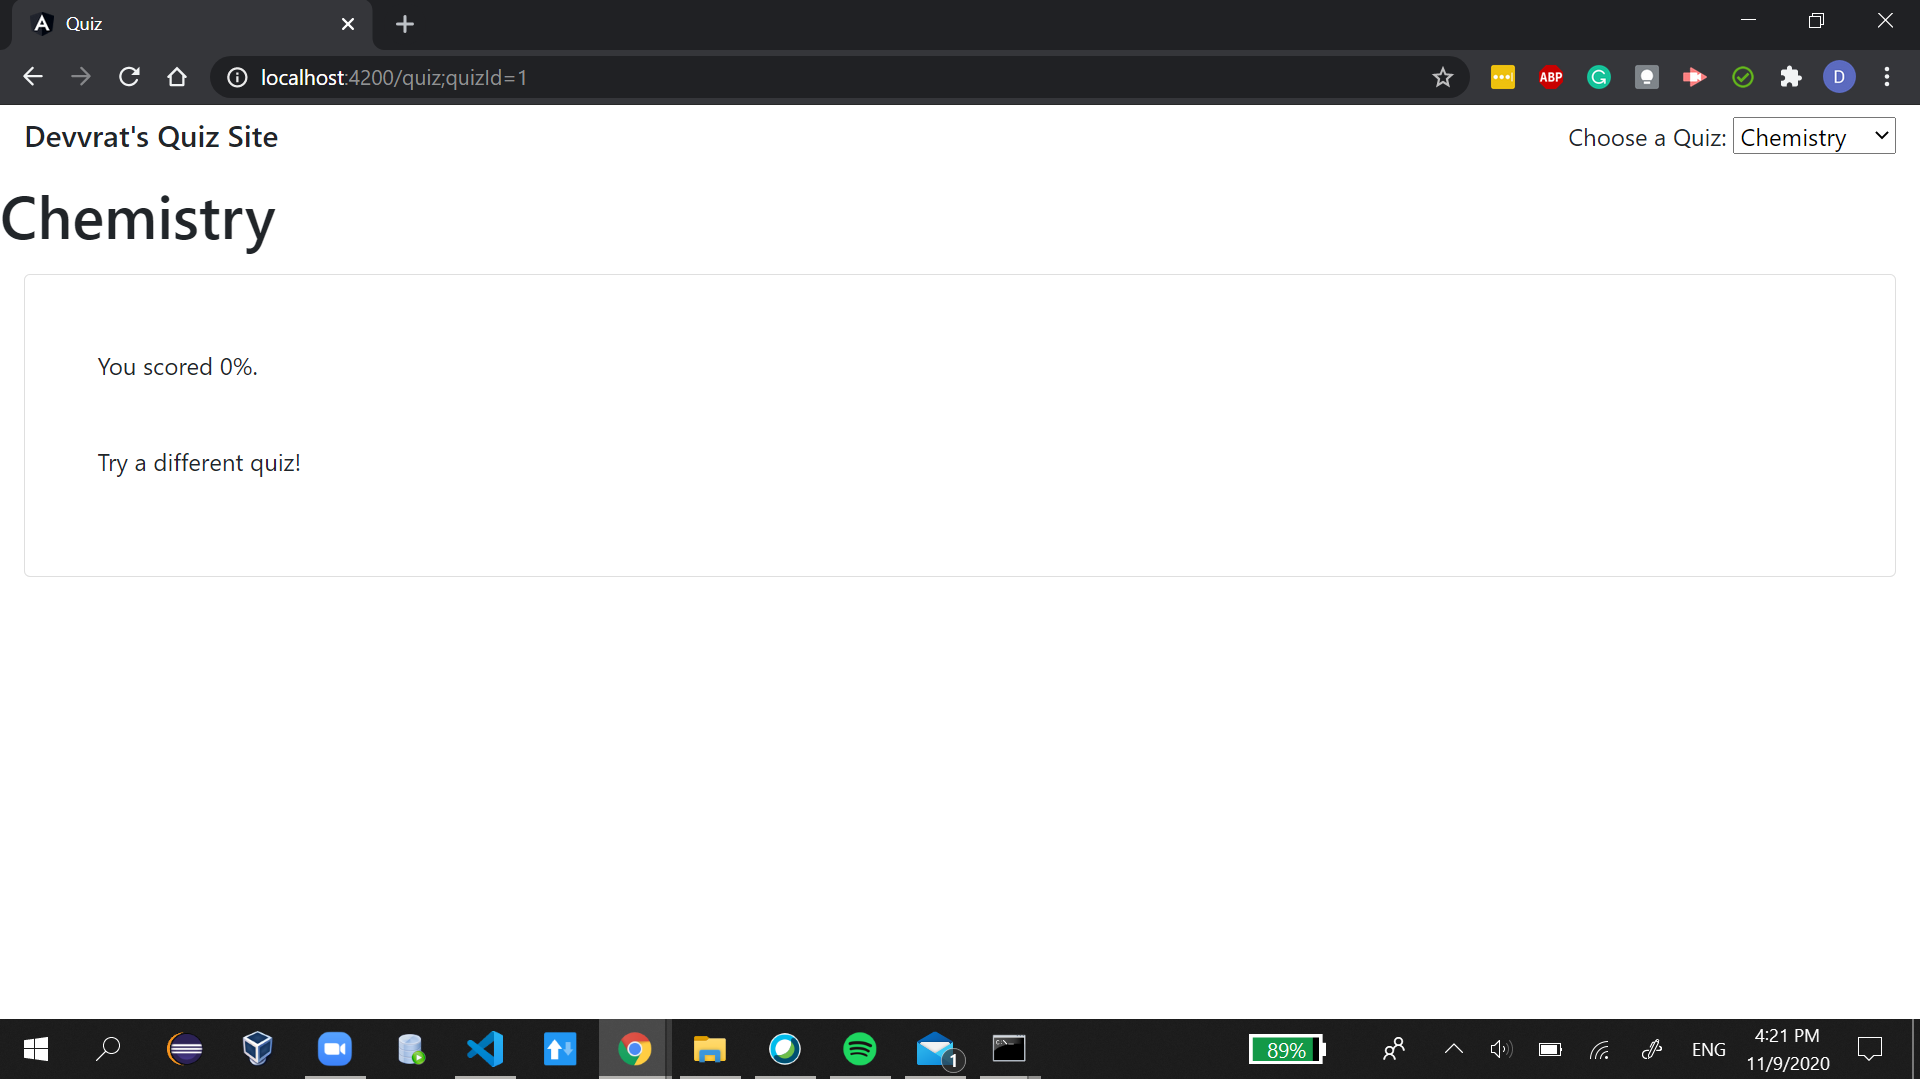 Quiz
localhost:4200/quiz;quizId=1
ABP
D
Devvrat's Quiz Site
Choose a Quiz: Chemistry
Chemistry
You scored 0%.
Try a different quiz!
1
89%
ENG
4:21 PM
11/9/2020